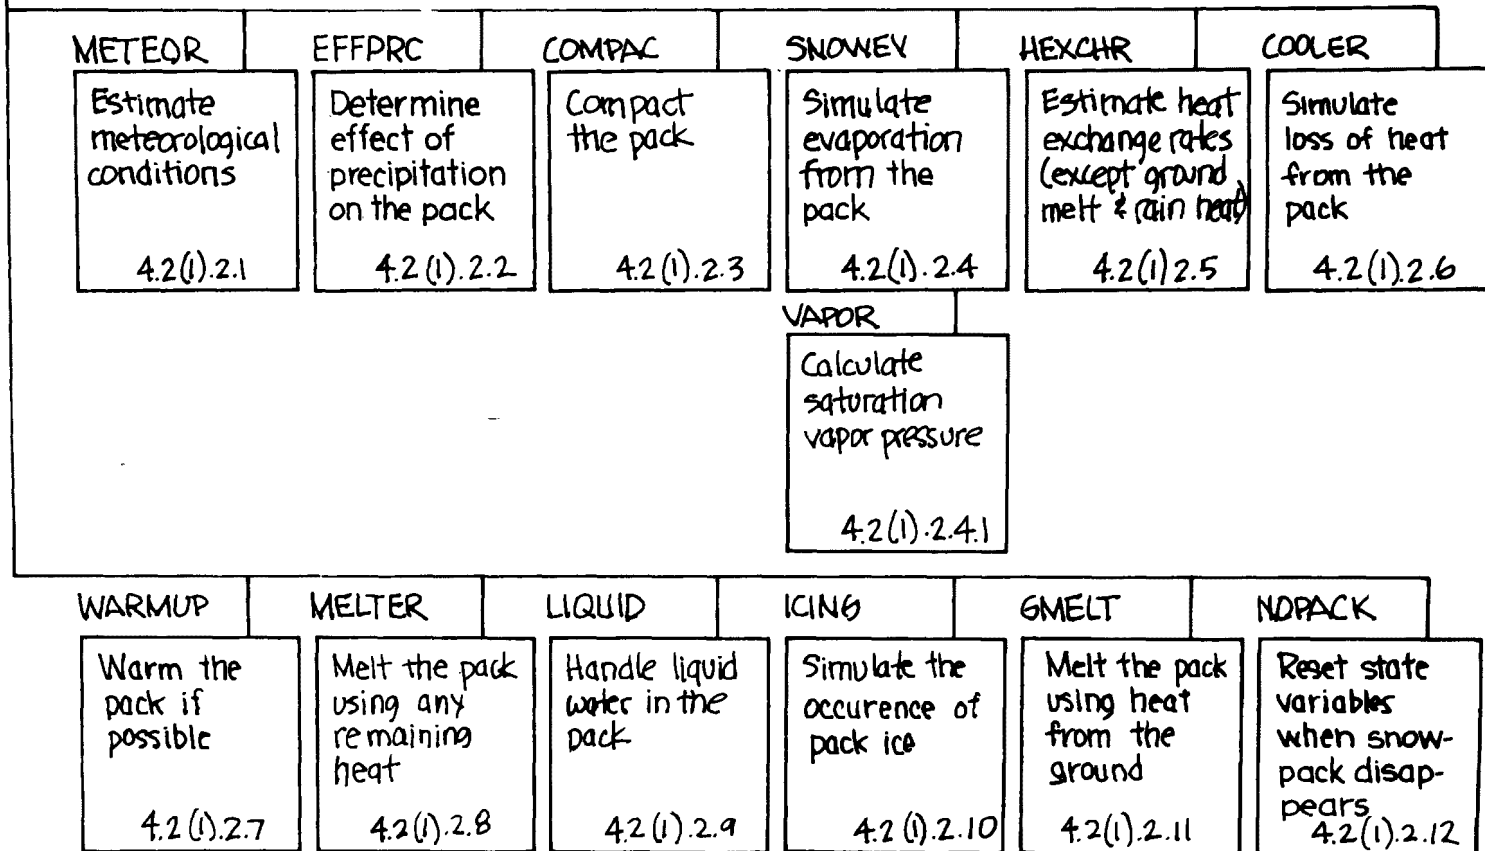 METEOR
EFFPRC
COMPAC
SNOWEV
HEXCHR
COOLER
Estimate
meteorological
conditions
4.2(1).2.1
Determine
effect of
precipitation
on the pack
4.2(1).2.2
Compact
the pack
4.2(1).2.3
Simulate
evaporation
from the
pack
4.2(1).2.4
Estimate heat
exchange rates
(except ground
melt & rain heat)
4.2(1)2.5
Simulate
loss of heat
from the
pack
4.2(1).2.6
VAPOR
Calculate
saturation
vapor pressure
4.2(1).2.4.1
WARMUP
MELTER
LIQUID
ICING
GMELT
NOPACK
Warm the
pack if
possible
4.2(1).2.7
Melt the pack
using any
remaining
heat
4.2(1).2.8
Handle liquid
water in the
pack
4.2(1).2.9
Simulate the
occurence of
pack ice
4.2(1).2.10
Melt the pack
using heat
from the
ground
4.2(1).2.11
Reset state
variables
when snow-
pack disap-
pears
4.2(1).2.12